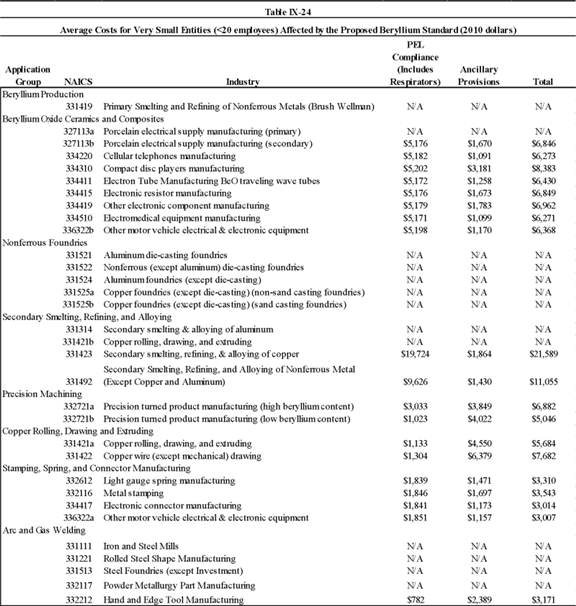 Table IX-24
Average Costs for Very Small Entities (<20 employees) Affected by the Proposed Beryllium Standard (2010 dollars)
Application Group NAICS Industry PEL Compliance (Includes Respirators) Ancillary Provisions Total
Beryllium Production
331419 Primary Smelting and Refining of Nonferrous Metals (Brush Wellman) N/A N/A N/A
Beryllium Oxide Ceramics and Composites
327113a Porcelain electrical supply manufacturing (primary) N/A N/A N/A
327113b Porcelain electrical supply manufacturing (secondary) $5,176 $1,670 $6,846
334220 Cellular telephones manufacturing $5,182 $1,091 $6,273
334310 Compact disc players manufacturing $5,202 $3,181 $8,383
334411 Electron Tube Manufacturing BeO traveling wave tubes $5,172 $1,258 $6,430
334415 Electronic resistor manufacturing $5,176 $1,673 $6,849
334419 Other electronic component manufacturing $5,179 $1,783 $6,962
334510 Electromedical equipment manufacturing $5,171 $1,099 $6,271
336322b Other motor vehicle electrical & electronic equipment $5,198 $1,170 $6,368
Nonferrous Foundries
331521 Aluminum die-casting foundries N/A N/A N/A
331522 Nonferrous (except aluminum) die-casting foundries N/A N/A N/A
331524 Aluminum foundries (except die-casting) N/A N/A N/A
331525a Copper foundries (except die-casting) (non-sand casting foundries) N/A N/A N/A
331525b Copper foundries (except die-casting) (sand casting foundries) N/A N/A N/A
Secondary Smelting, Refining, and Alloying
331314 Secondary smelting & alloying of aluminum N/A N/A N/A
331421b Copper rolling, drawing, and extruding N/A N/A N/A
331423 Secondary smelting, refining, & alloying of copper $19,724 $1,864 $21,589
Secondary Smelting, Refining, and Alloying of Nonferrous Metal
331492 (Except Copper and Aluminum) $9,626 $1,430 $11,055
Precision Machining
332721a Precision turned product manufacturing (high beryllium content) $3,033 $3,849 $6,882
332721b Precision turned product manufacturing (low beryllium content) $1,023 $4,022 $5,046
Copper Rolling, Drawing and Extruding
331421a Copper rolling, drawing, and extruding $1,133 $4,550 $5,684
331422 Copper wire (except mechanical) drawing $1,304 $6,379 $7,682
Stamping, Spring, and Connector Manufacturing
332612 Light gauge spring manufacturing $1,839 $1,471 $3,310
332116 Metal stamping $1,846 $1,697 $3,543
334417 Electronic connector manufacturing $1,841 $1,173 $3,014
336322a Other motor vehicle electrical & electronic equipment $1,851 $1,157 $3,007
Arc and Gas Welding
331111 Iron and Steel Mills N/A N/A N/A
331221 Rolled Steel Shape Manufacturing N/A N/A N/A
331513 Steel Foundries (except Investment) N/A N/A N/A
332117 Powder Metallurgy Part Manufacturing N/A N/A N/A
332212 Hand and Edge Tool Manufacturing $782 $2,389 $3,171